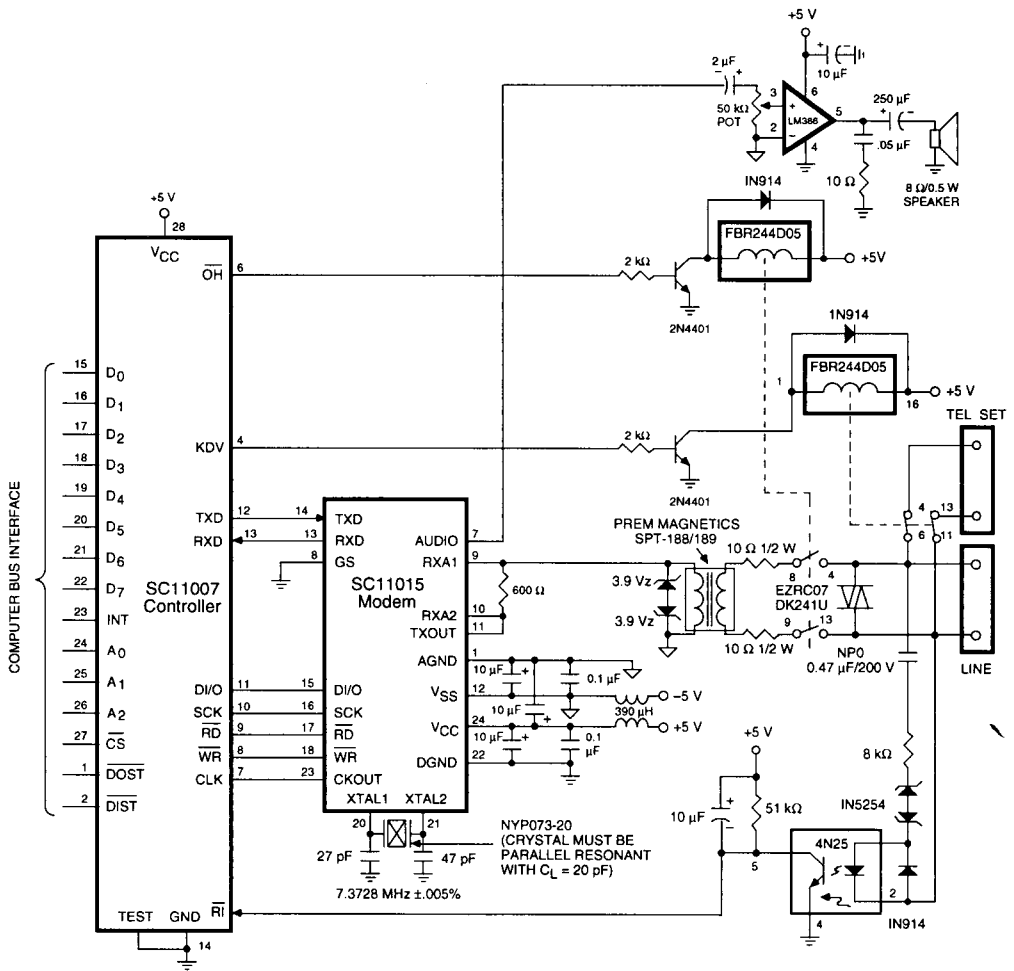 +5 V
2 µF
+
10 µF
50 kΩ
POT
3
6
2
LM386
5
4
250 µF
.05 µF
10 Ω
8 Ω/0.5 W
SPEAKER
+5 V
28
VCC
OH
6
2 kΩ
2N4401
IN914
FBR244D05
+5V
1N914
FBR244D05
1
16
+5 V
TEL SET
COMPUTER BUS INTERFACE
15 D0
16 D1
17 D2
18 D3
19 D4
20 D5
21 D6
22 D7
23 INT
24 A0
25 A1
26 A2
27 CS
1 DOST
2 DIST
SC11007
Controller
KDV 4
2 kΩ
2N4401
TXD 12
RXD 13
DI/O 11
SCK 10
RD 9
WR 8
CLK 7
TEST GND RI
14
14 TXD
13 RXD
8 GS
SC11015
Modem
15 DI/O
16 SCK
17 RD
18 WR
23 CKOUT
XTAL1 XTAL2
20 21
AUDIO 7
RXA1 9
RXA2 10
TXOUT 11
AGND 1
VSS 12
VCC 24
DGND 22
600 Ω
PREM MAGNETICS
SPT-188/189
3.9 Vz
3.9 Vz
10 Ω 1/2 W
10 Ω 1/2 W
8 4
EZRC07
DK241U
9 13
NP0
0.47 µF/200 V
4 13
6 11
LINE
10 µF
0.1 µF
10 µF
390 µH
–5 V
+5 V
10 µF
0.1
µF
27 pF
47 pF
7.3728 MHz ±.005%
NYP073-20
(CRYSTAL MUST BE
PARALLEL RESONANT
WITH CL = 20 pF)
+5 V
10 µF
51 kΩ
8 kΩ
IN5254
4N25
5
2
4
IN914